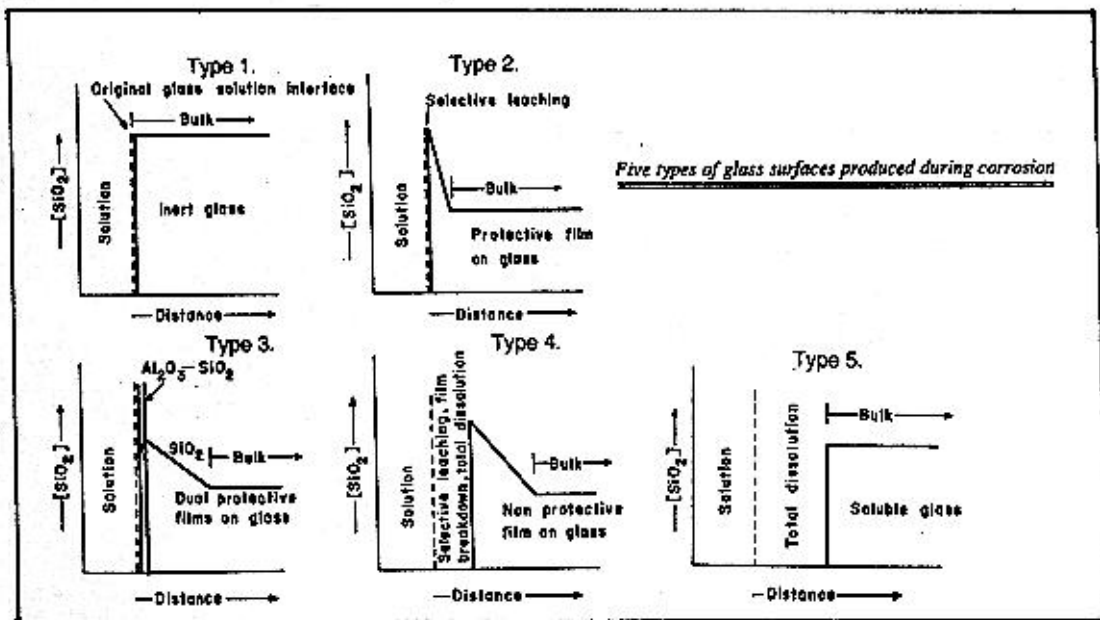 Type 1.
Original glass solution interface
Bulk
[SiO2]
Solution
Inert glass
Distance
Type 2.
Selective leaching
Bulk
[SiO2]
Solution
Protective film
on glass
Distance
Five types of glass surfaces produced during corrosion
Type 3.
Al2O3—SiO2
SiO2
Bulk
[SiO2]
Solution
Dual protective
films on glass
Distance
Type 4.
[SiO2]
Solution
Selective leaching, film
breakdown, total dissolution
Bulk
Non protective
film on glass
Distance
Type 5.
[SiO2]
Solution
Total dissolution
Bulk
Soluble glass
Distance